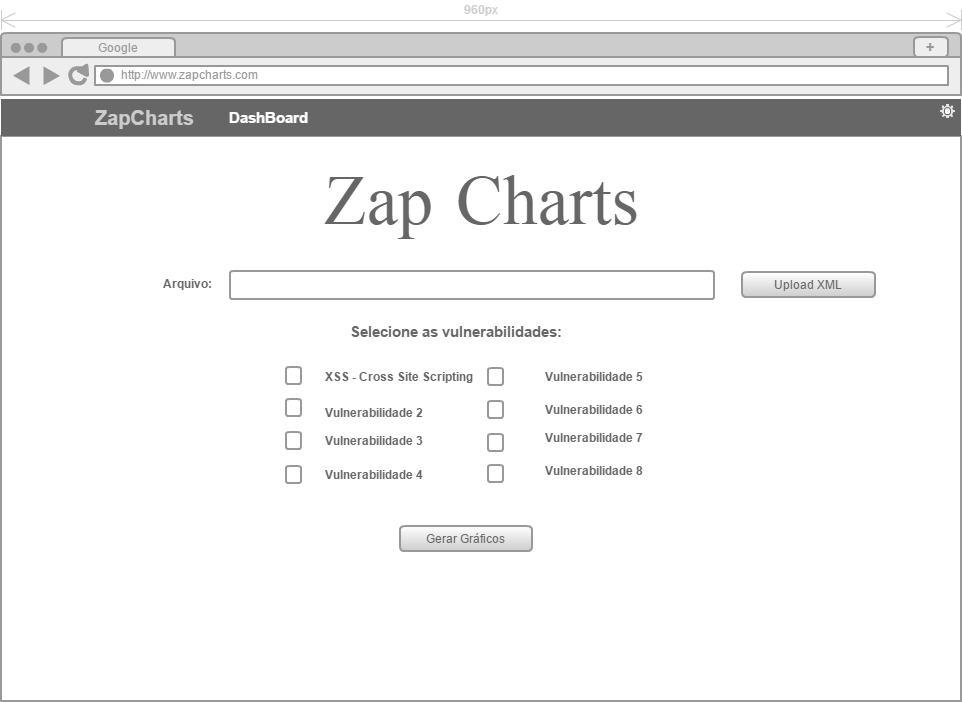 960px
Google
+
http://www.zapcharts.com
ZapCharts DashBoard
Zap Charts
Arquivo:
Upload XML
Selecione as vulnerabilidades:
XSS - Cross Site Scripting
Vulnerabilidade 5
Vulnerabilidade 2
Vulnerabilidade 6
Vulnerabilidade 3
Vulnerabilidade 7
Vulnerabilidade 4
Vulnerabilidade 8
Gerar Gráficos